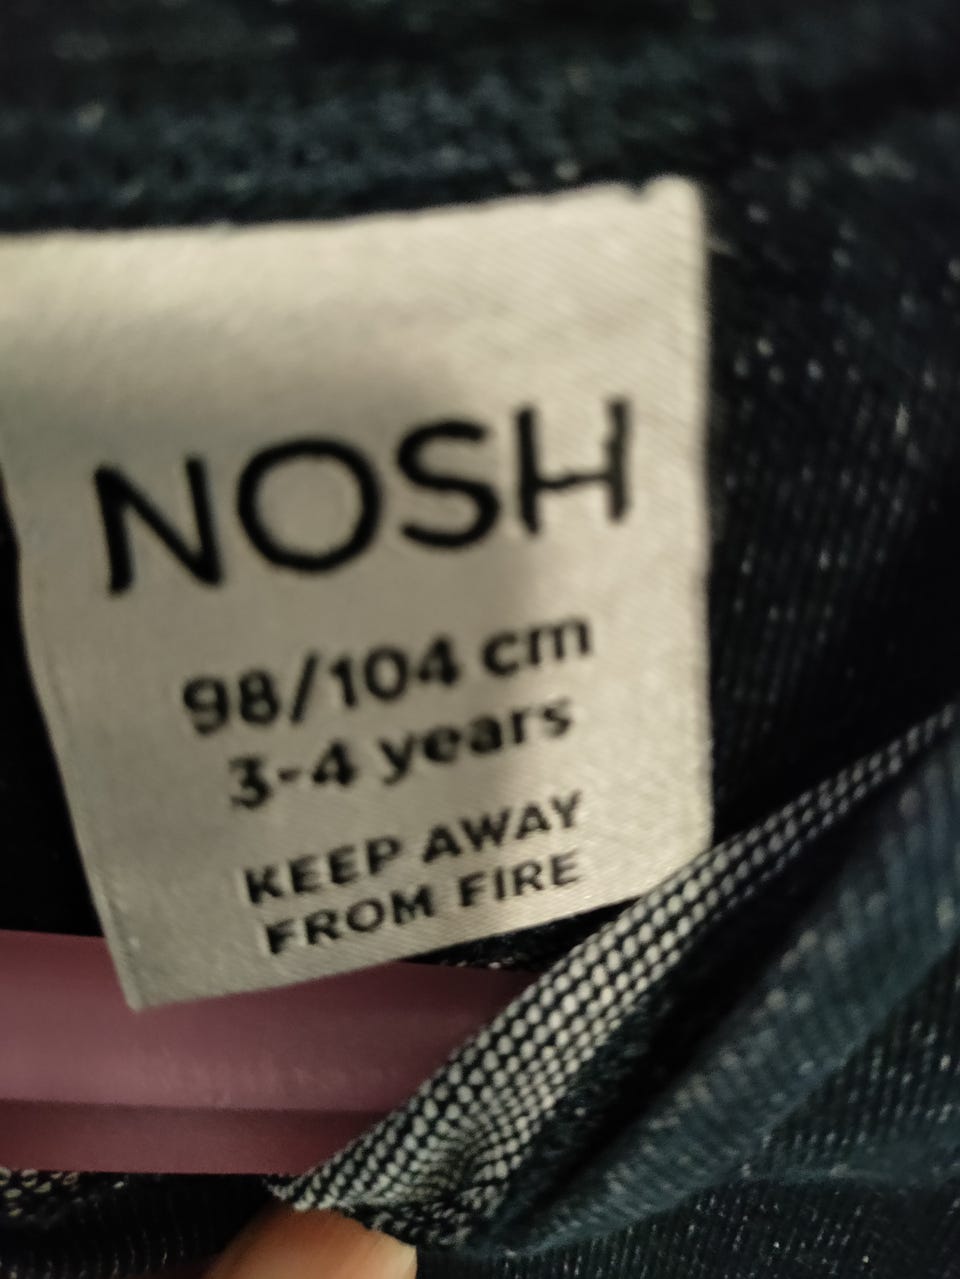 NOSH
98/104 cm
3-4 years
KEEP AWAY
FROM FIRE